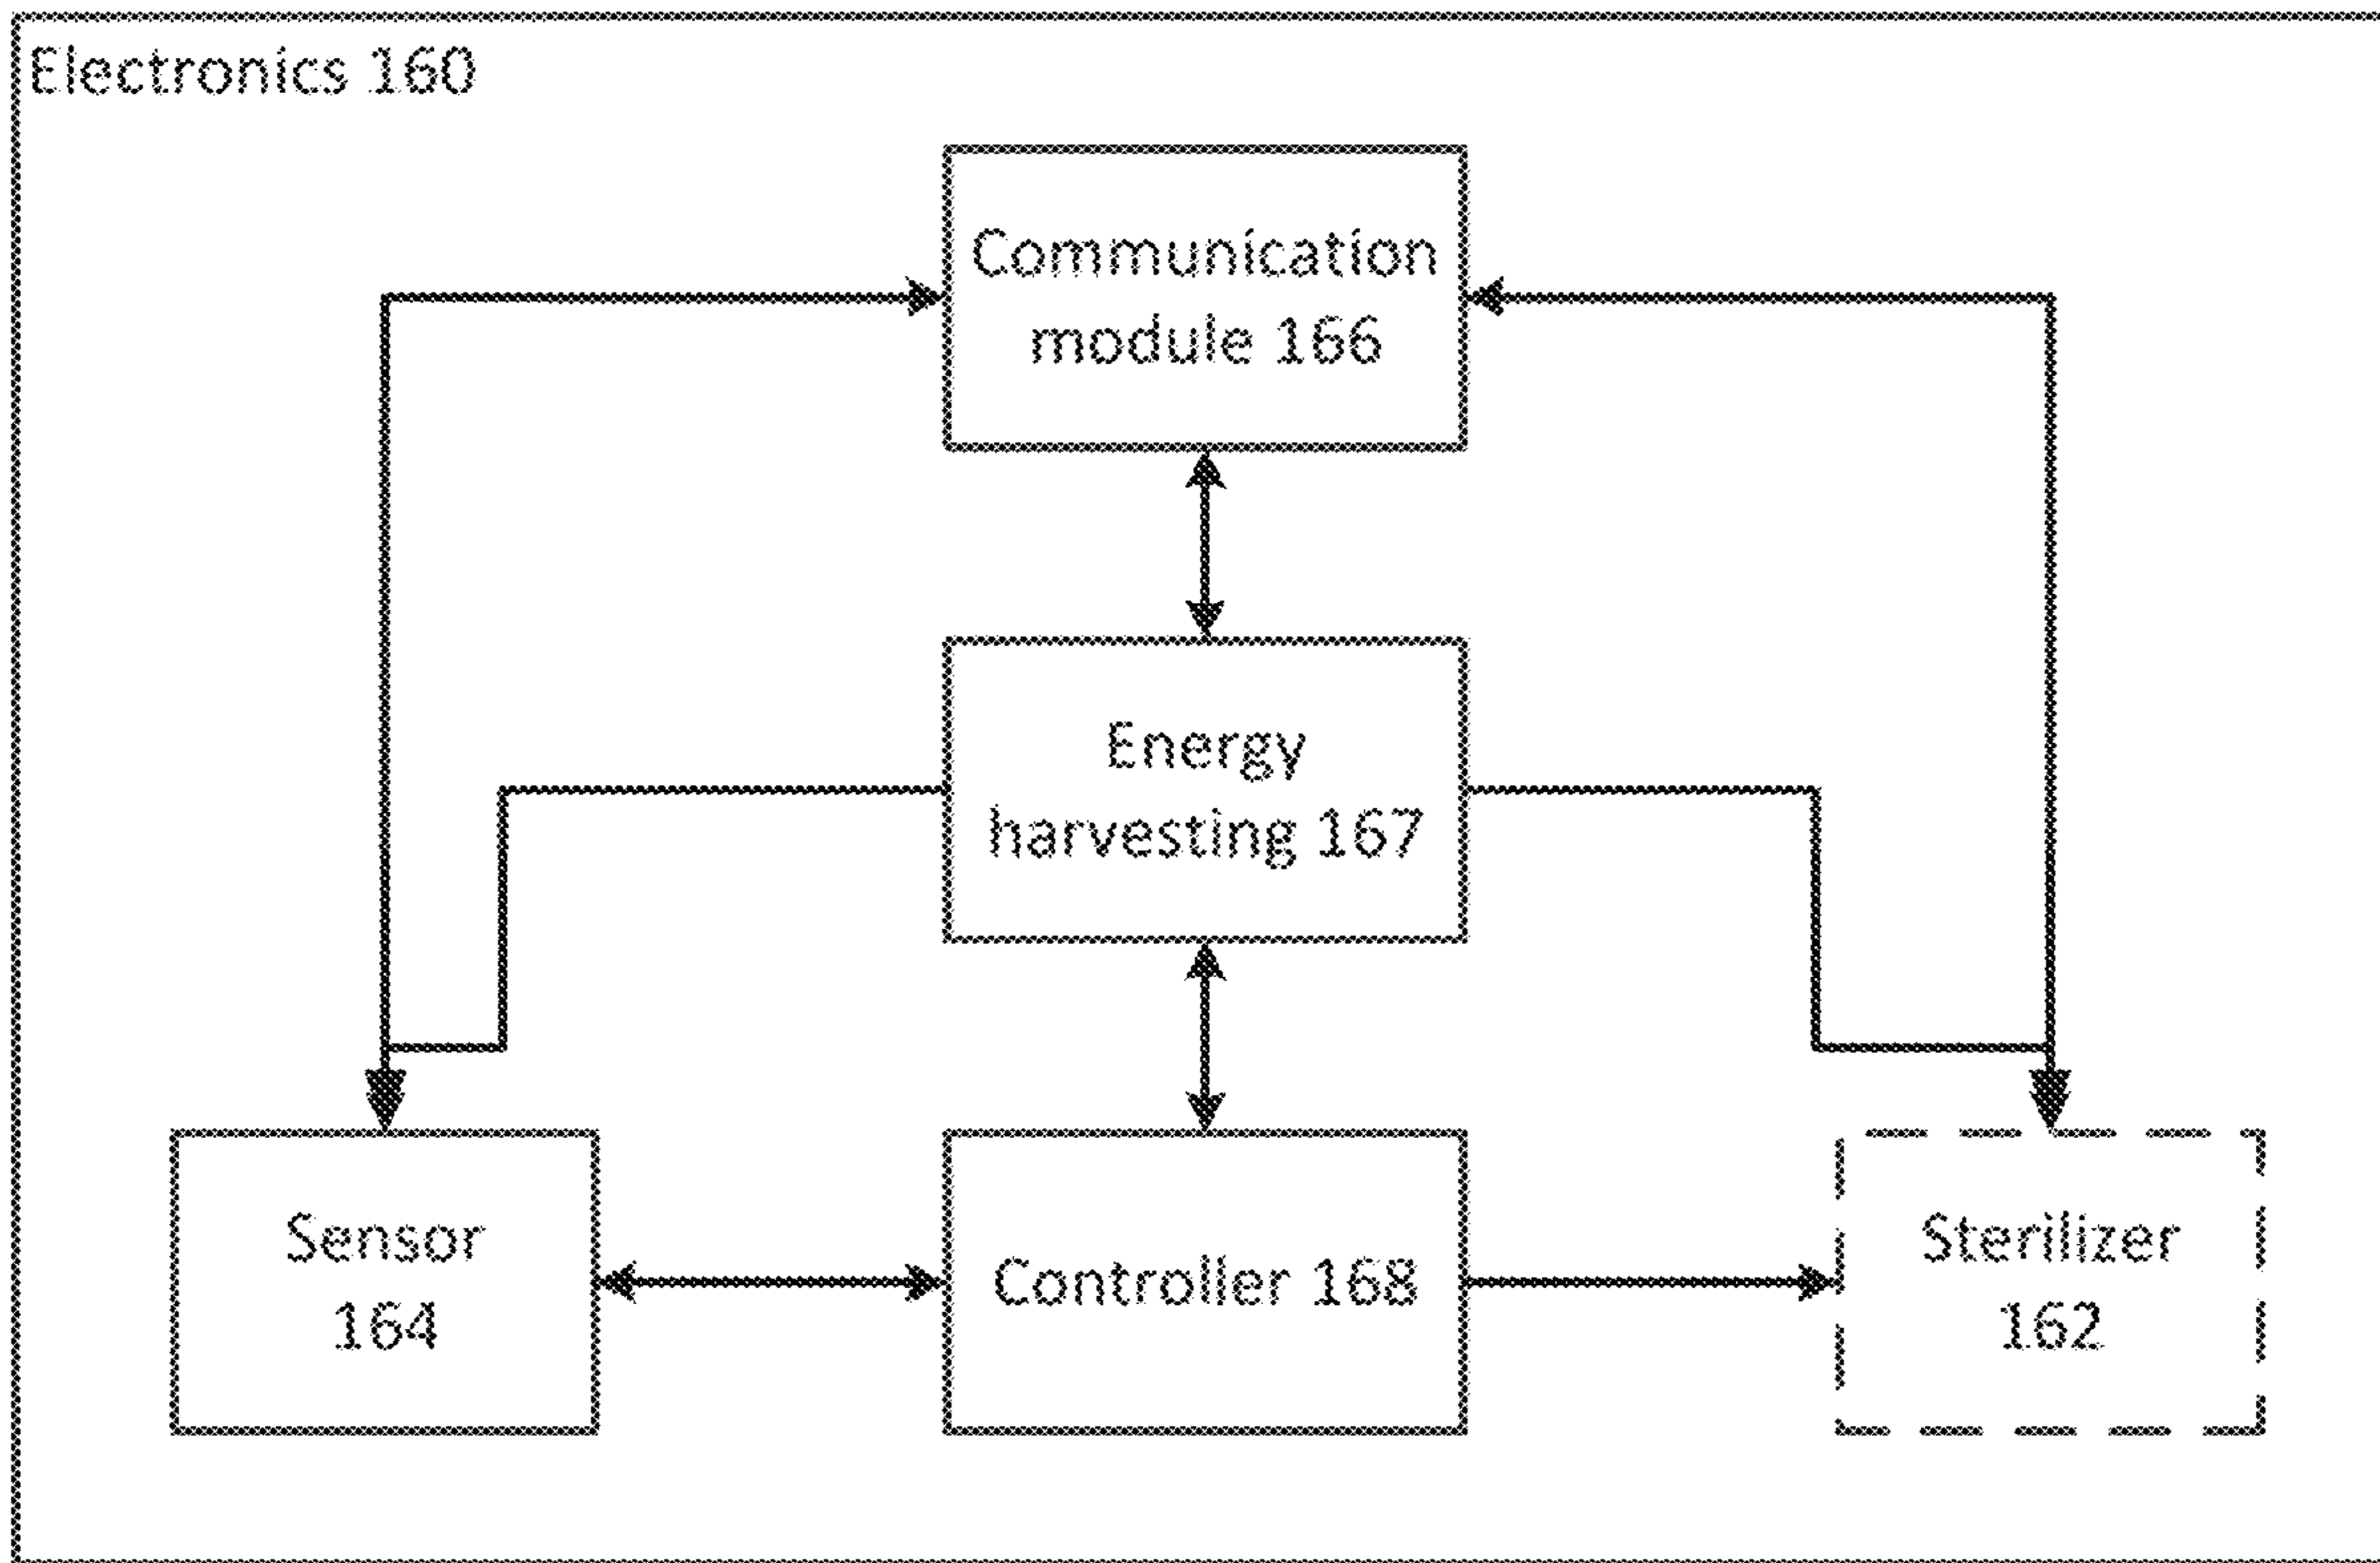 Electronics 160
Communication
module 166
Energy
harvesting 167
Sensor
164
Controller 168
Sterilizer
162